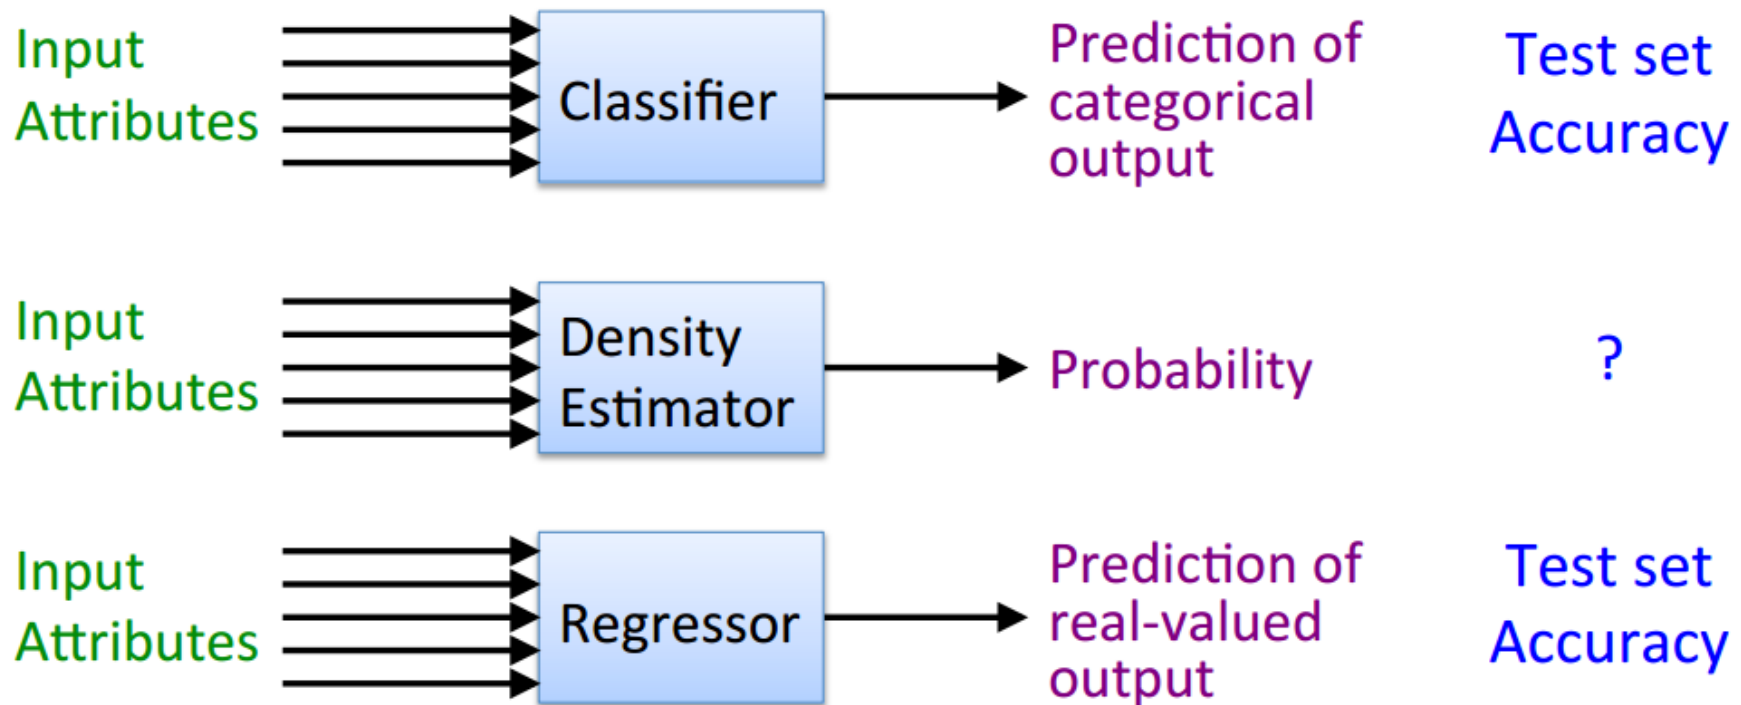 Input
Attributes
Classifier
Prediction of
categorical
output
Test set
Accuracy
Input
Attributes
Density
Estimator
Probability
?
Input
Attributes
Regressor
Prediction of
real-valued
output
Test set
Accuracy